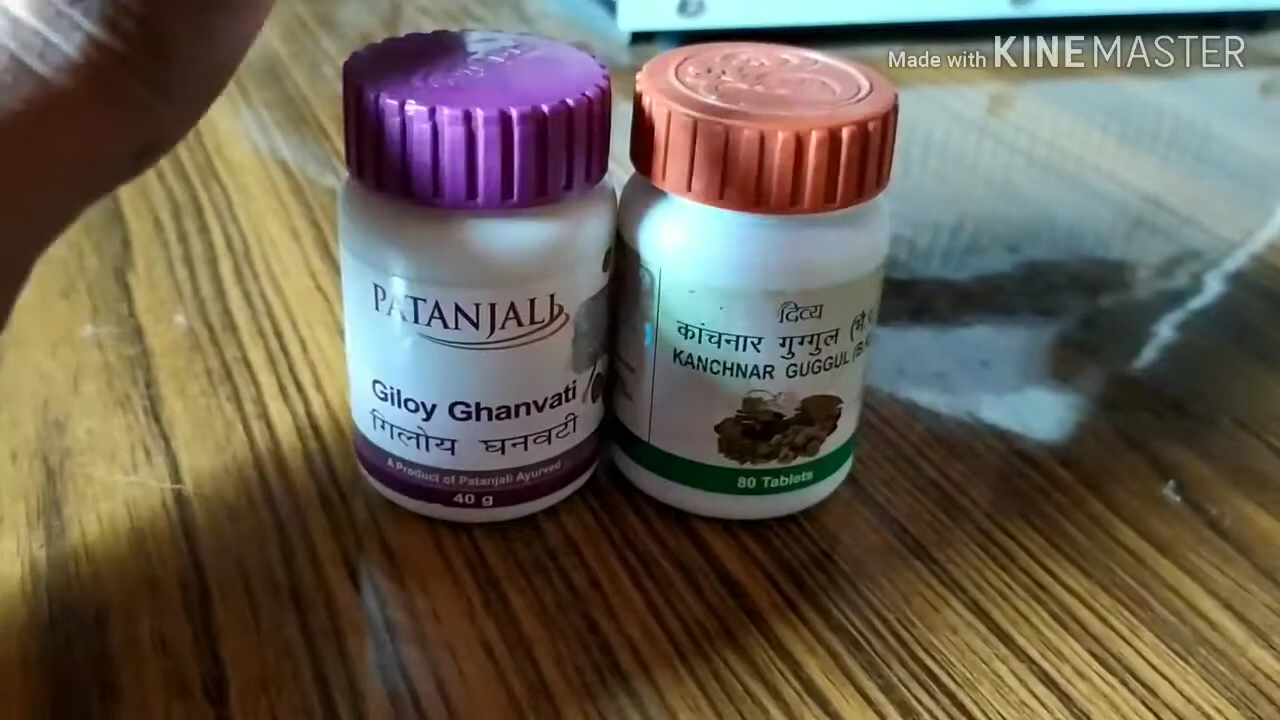 Made with KINEMASTER
PATANJALI
Giloy Ghanvati
गिलोय घनवटी
A Product of Patanjali Ayurved
40 g
दिव्य
कांचनार गुग्गुल
KANCHNAR GUGGUL
80 Tablets